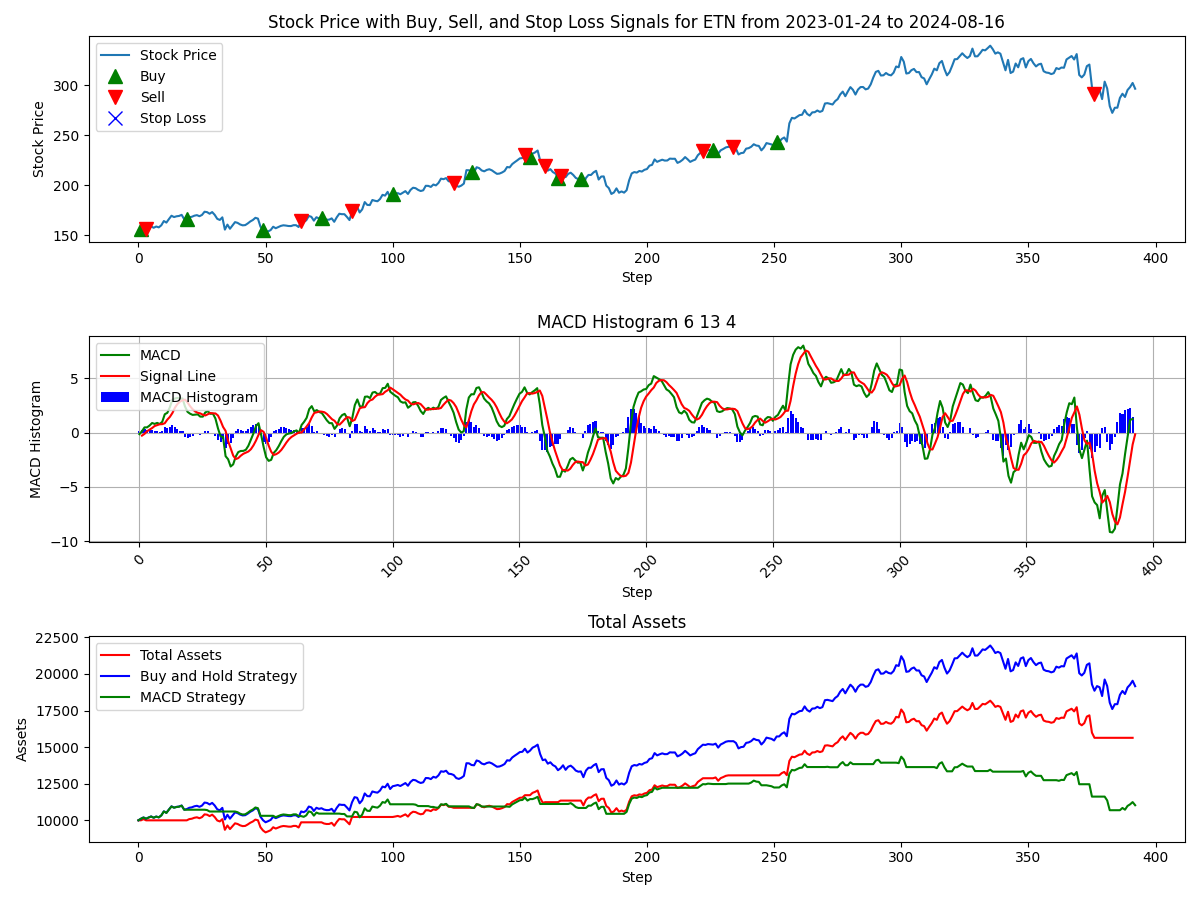 Stock Price with Buy, Sell, and Stop Loss Signals for ETN from 2023-01-24 to 2024-08-16
Stock Price
Buy
Sell
Stop Loss
Stock Price
300
250
200
150
0 50 100 150 200 250 300 350 400
Step
MACD Histogram 6 13 4
MACD
Signal Line
MACD Histogram
MACD Histogram
5
0
−5
−10
0 50 100 150 200 250 300 350 400
Step
Total Assets
Total Assets
Buy and Hold Strategy
MACD Strategy
Assets
22500
20000
17500
15000
12500
10000
0 50 100 150 200 250 300 350 400
Step